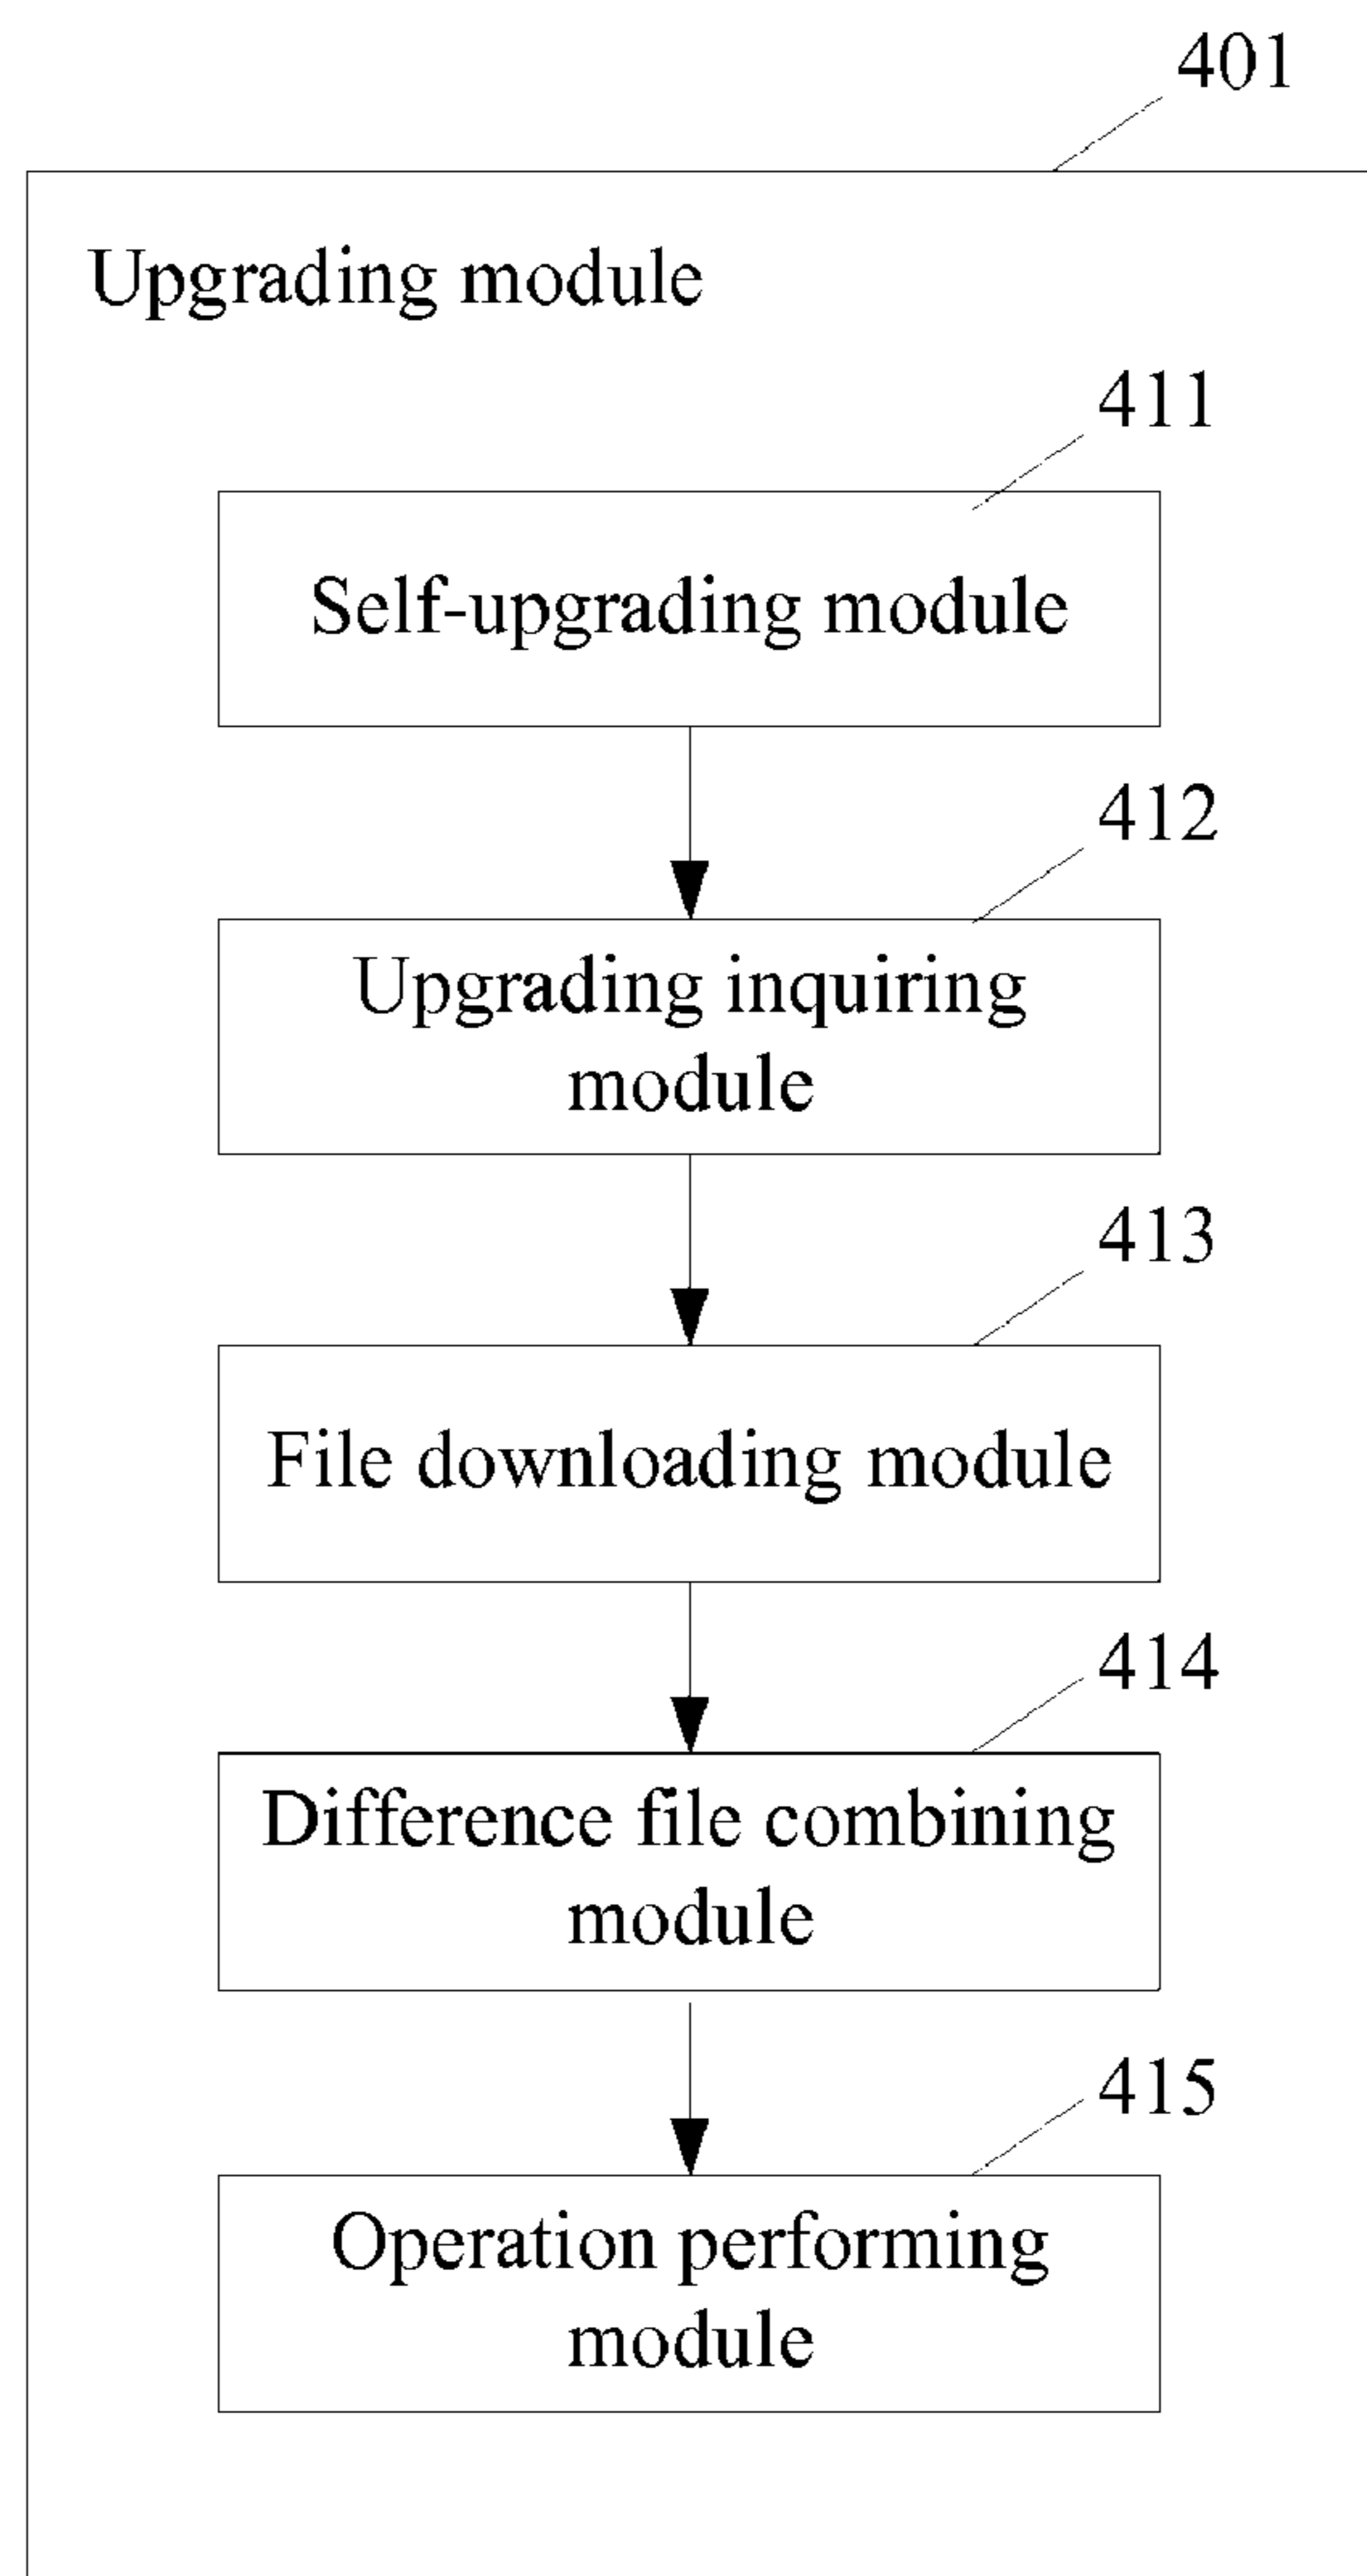 401
Upgrading module
411
Self-upgrading module
412
Upgrading inquiring
module
413
File downloading module
414
Difference file combining
module
415
Operation performing
module